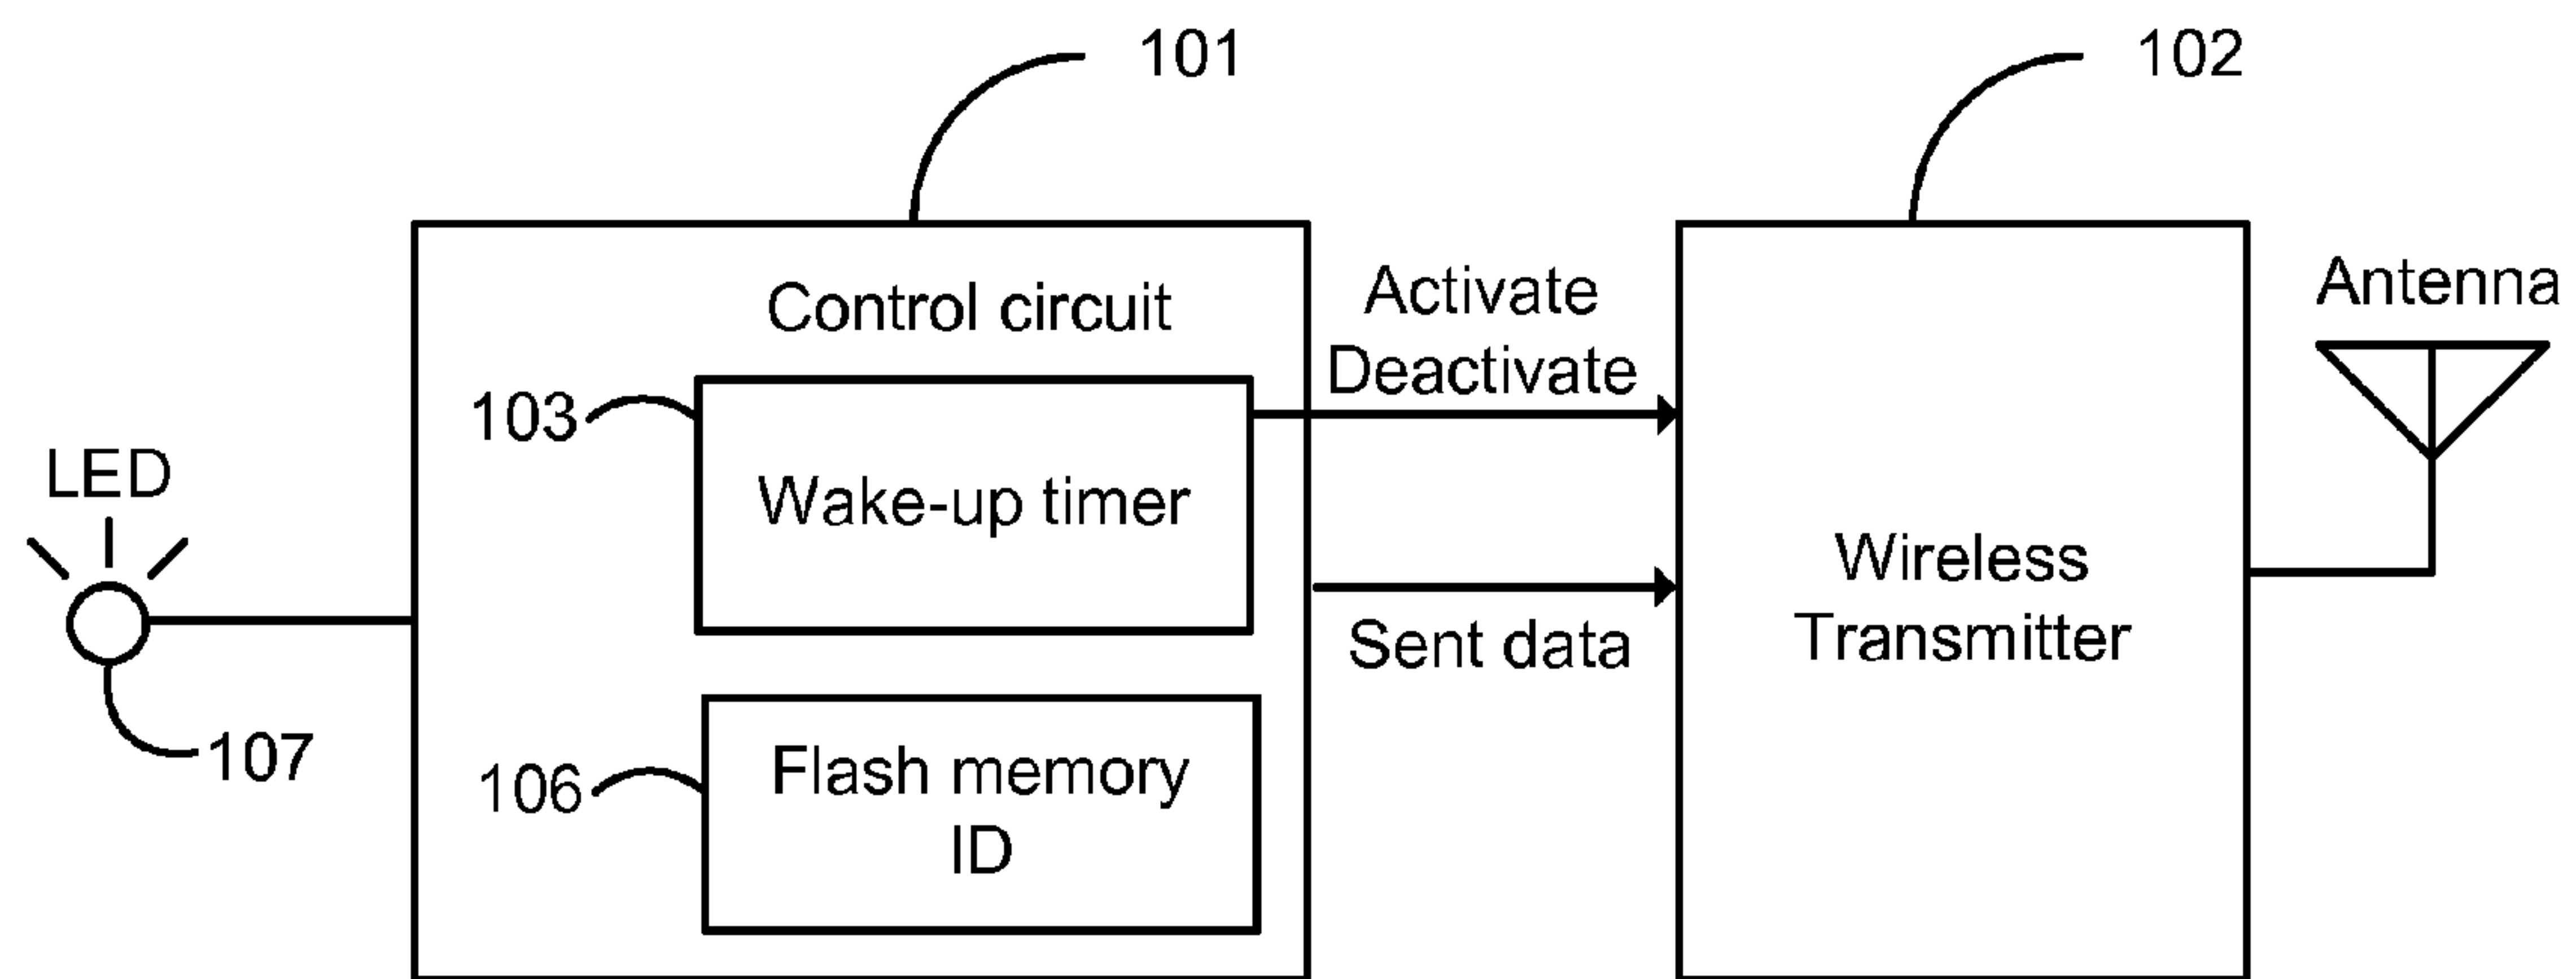 101
102
Control circuit
Activate
Deactivate
Antenna
103
Wake-up timer
LED
Sent data
Wireless
Transmitter
107
106
Flash memory
ID